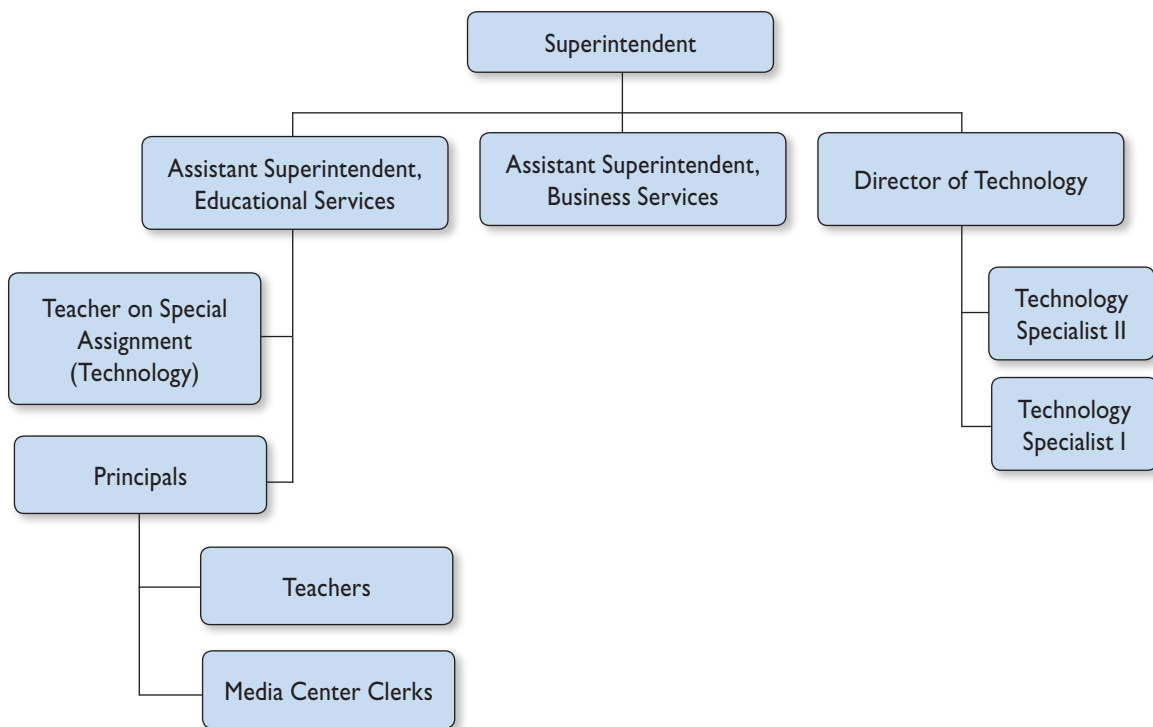 Superintendent
Assistant Superintendent,
Educational Services
Assistant Superintendent,
Business Services
Director of Technology
Teacher on Special
Assignment
(Technology)
Technology
Specialist II
Technology
Specialist I
Principals
Teachers
Media Center Clerks